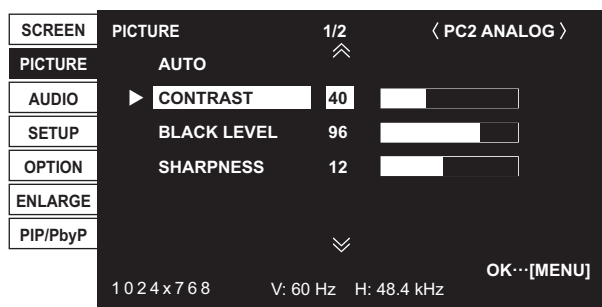 SCREEN
PICTURE
AUDIO
SETUP
OPTION
ENLARGE
PIP/PbyP
PICTURE 1/2 〈 PC2 ANALOG 〉
AUTO
CONTRAST 40
BLACK LEVEL 96
SHARPNESS 12
OK···[MENU]
1024x768 V: 60 Hz H: 48.4 kHz